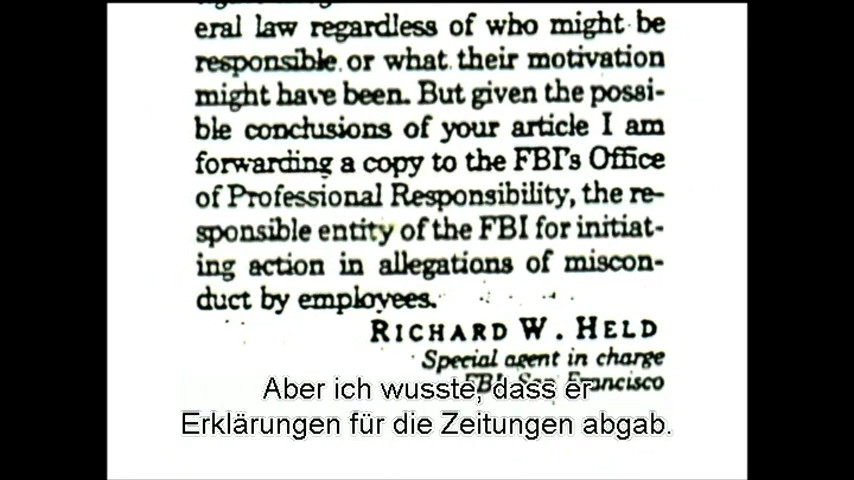 eral law regardless of who might be
responsible or what their motivation
might have been. But given the possi-
ble conclusions of your article I am
forwarding a copy to the FBI's Office
of Professional Responsibility, the re-
sponsible entity of the FBI for initiat-
ing action in allegations of miscon-
duct by employees.
RICHARD W. HELD
Special agent in charge
FBI, San Francisco
Aber ich wusste, dass er
Erklärungen für die Zeitungen abgab.